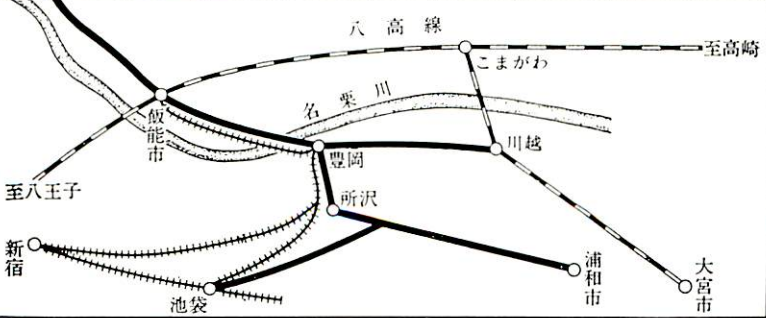 八高線
至高崎
こまがわ
名栗川
飯能市
川越
豊岡
至八王子
所沢
新宿
池袋
浦和市
大宮市